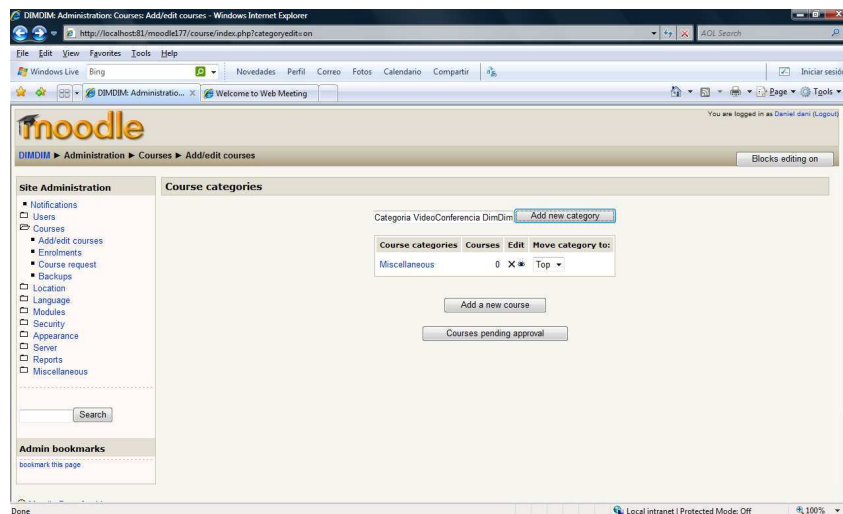 DIMDIM: Administration: Courses: Add/edit courses - Windows Internet Explorer
http://localhost:81/moodle177/course/index.php?categoryedit=on
AOL Search
File Edit View Favorites Tools Help
Windows Live Bing Novedades Perfil Correo Fotos Calendario Compartir Iniciar sesió
DIMDIM: Administratio... Welcome to Web Meeting Page Tools
You are logged in as Daniel dani (Logout)
moodle
DIMDIM ► Administration ► Courses ► Add/edit courses
Blocks editing on
Site Administration
Notifications
Users
Courses
Add/edit courses
Enrolments
Course request
Backups
Location
Language
Modules
Security
Appearance
Server
Reports
Miscellaneous
Search
Admin bookmarks
bookmark this page
Course categories
Categoria VideoConferencia DimDim Add new category
Course categories Courses Edit Move category to:
Miscellaneous 0 Top
Add a new course
Courses pending approval
Done
Local intranet | Protected Mode: Off 100%